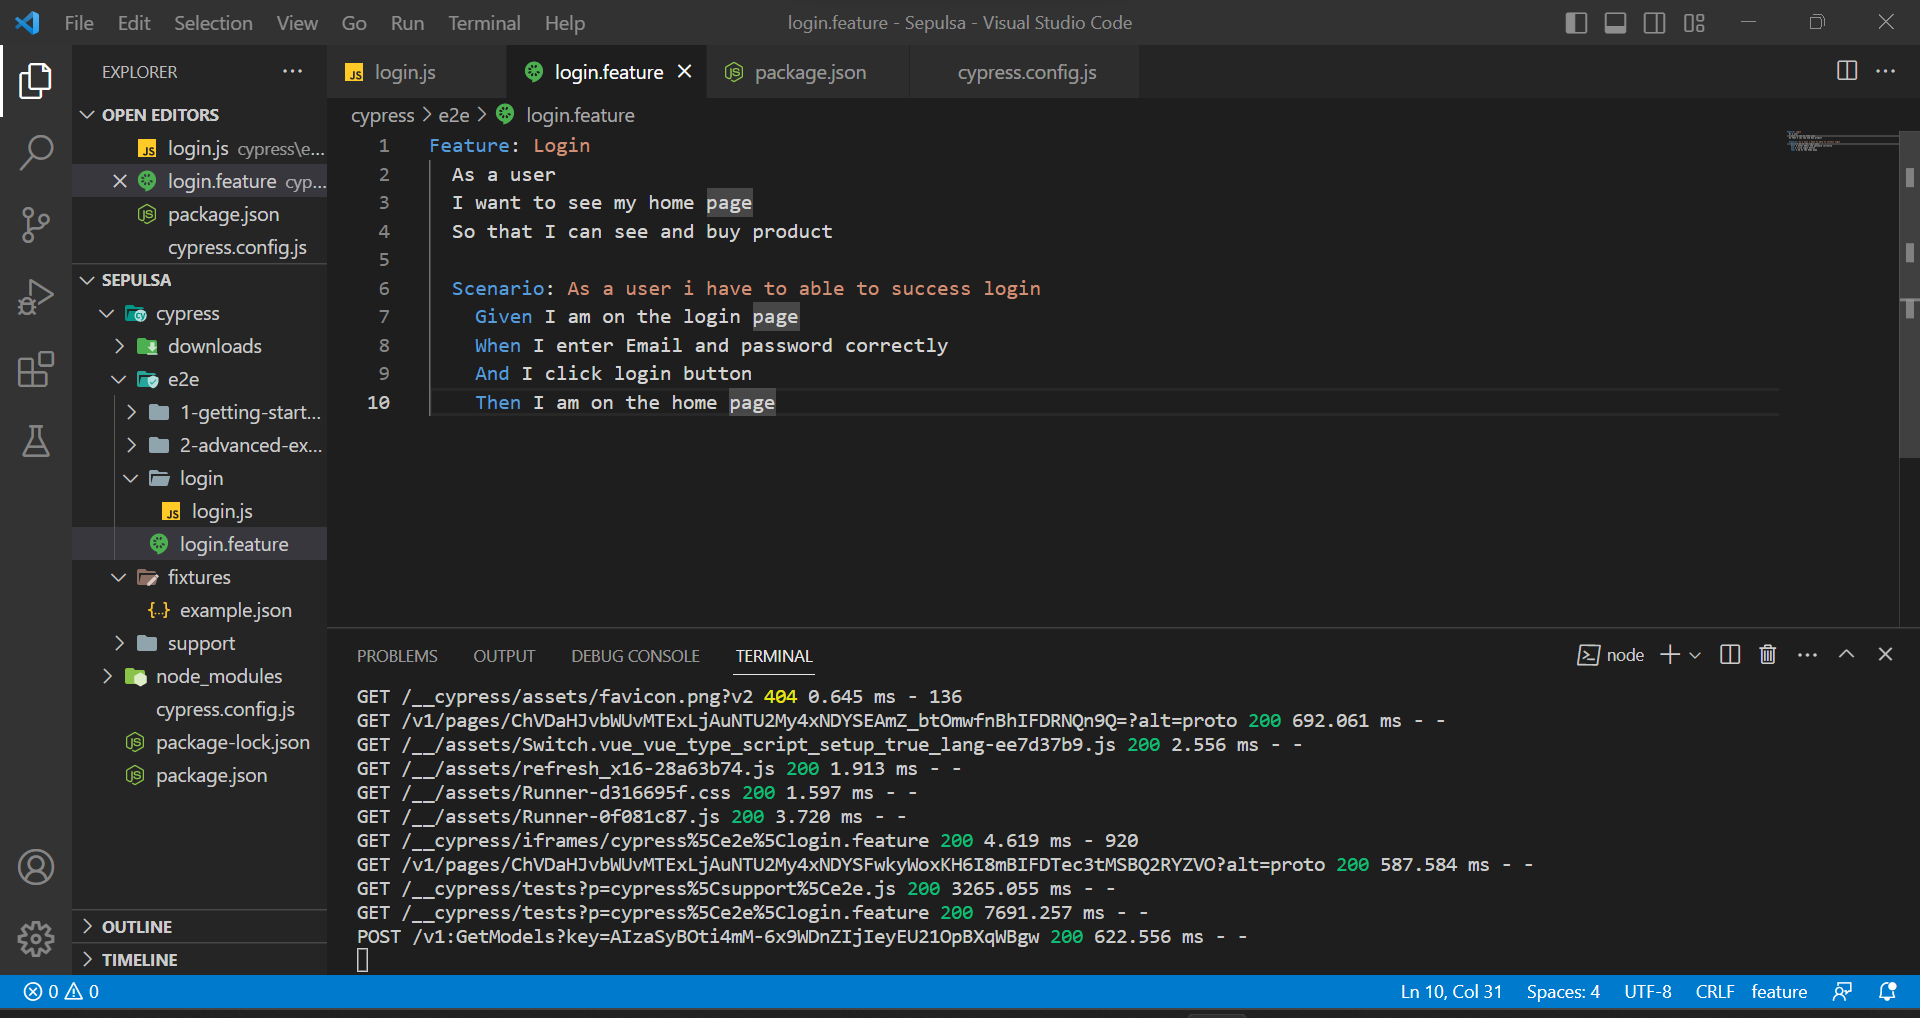 File Edit Selection View Go Run Terminal Help
login.feature - Sepulsa - Visual Studio Code
EXPLORER
OPEN EDITORS
login.js cypress\e...
login.feature cyp...
package.json
cypress.config.js
SEPULSA
cypress
downloads
e2e
1-getting-start...
2-advanced-ex...
login
login.js
login.feature
fixtures
example.json
support
node_modules
cypress.config.js
package-lock.json
package.json
OUTLINE
TIMELINE
login.js login.feature package.json cypress.config.js
cypress > e2e > login.feature
1 Feature: Login
2 As a user
3 I want to see my home page
4 So that I can see and buy product
5
6 Scenario: As a user i have to able to success login
7 Given I am on the login page
8 When I enter Email and password correctly
9 And I click login button
10 Then I am on the home page
PROBLEMS OUTPUT DEBUG CONSOLE TERMINAL
node
GET /__cypress/assets/favicon.png?v2 404 0.645 ms - 136
GET /v1/pages/ChVDaHJvbWUvMTExLjAuNTU2My4xNDYSEAmZ_btOmwfnBhIFDRNQn9Q=?alt=proto 200 692.061 ms - -
GET /__/assets/Switch.vue_vue_type_script_setup_true_lang-ee7d37b9.js 200 2.556 ms - -
GET /__/assets/refresh_x16-28a63b74.js 200 1.913 ms - -
GET /__/assets/Runner-d316695f.css 200 1.597 ms - -
GET /__/assets/Runner-0f081c87.js 200 3.720 ms - -
GET /__cypress/iframes/cypress%5Ce2e%5Clogin.feature 200 4.619 ms - 920
GET /v1/pages/ChVDaHJvbWUvMTExLjAuNTU2My4xNDYSFwkyWoxKH6I8mBIFDTec3tMSBQ2RYZVO?alt=proto 200 587.584 ms - -
GET /__cypress/tests?p=cypress%5Csupport%5Ce2e.js 200 3265.055 ms - -
GET /__cypress/tests?p=cypress%5Ce2e%5Clogin.feature 200 7691.257 ms - -
POST /v1:GetModels?key=AIzaSyBOti4mM-6x9WDnZIjIeyEU21OpBXqWBgw 200 622.556 ms - -
0 0
Ln 10, Col 31 Spaces: 4 UTF-8 CRLF feature